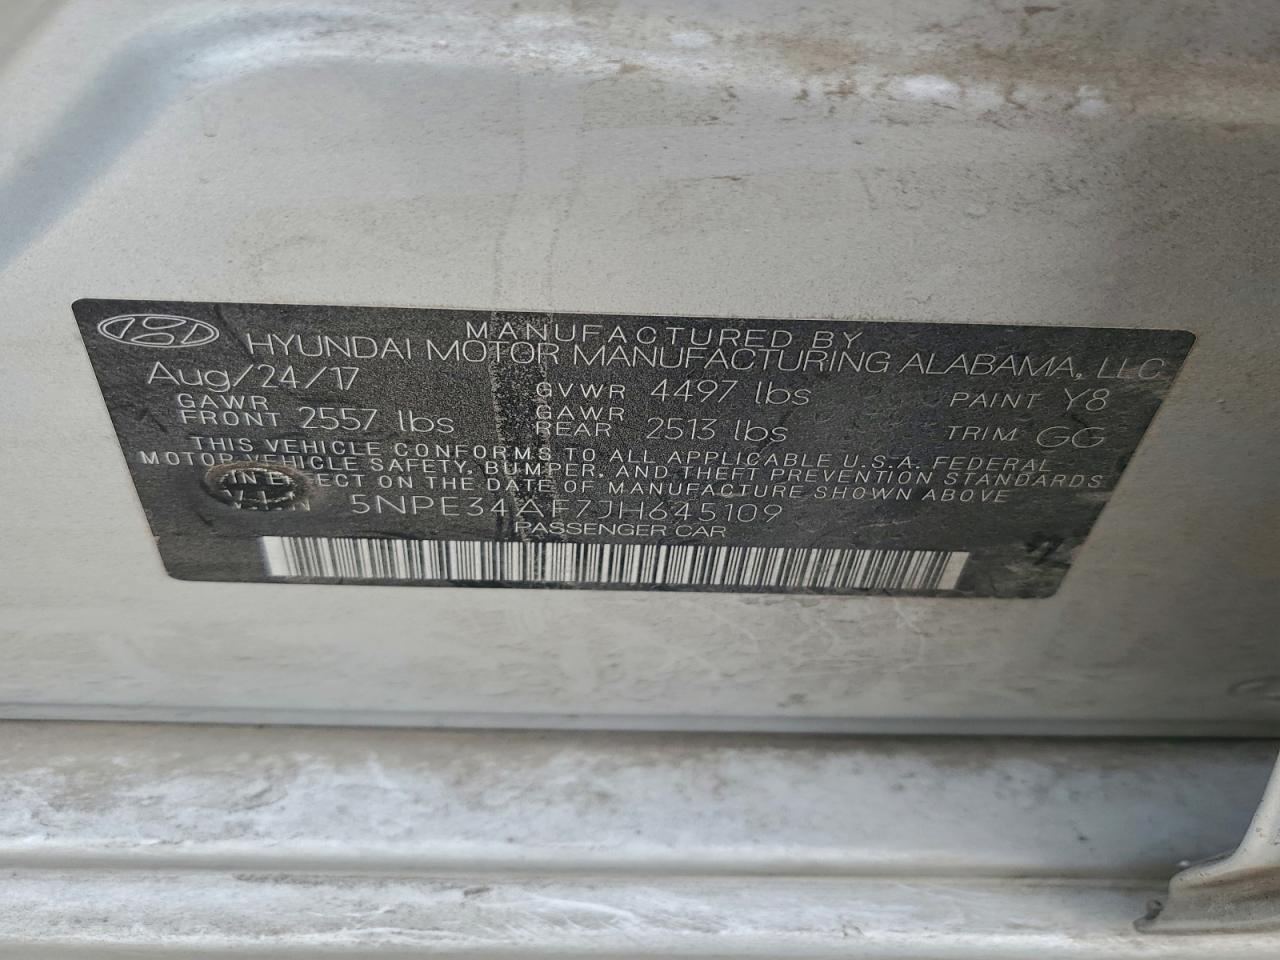 MANUFACTURED BY
HYUNDAI MOTOR MANUFACTURING ALABAMA, LLC
Aug/24/17 GVWR 4497 lbs PAINT Y8
GAWR FRONT 2557 lbs GAWR REAR 2513 lbs TRIM GG
THIS VEHICLE CONFORMS TO ALL APPLICABLE U.S.A. FEDERAL
MOTOR VEHICLE SAFETY, BUMPER, AND THEFT PREVENTION STANDARDS
IN EFFECT ON THE DATE OF MANUFACTURE SHOWN ABOVE
VIN 5NPE34AF7JH645109
PASSENGER CAR